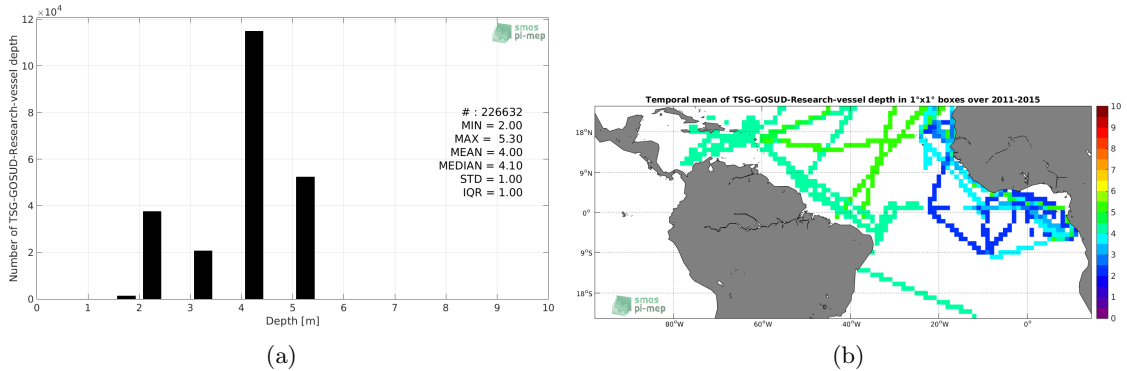 ×10⁴
12
10
8
6
4
2
0
Number of TSG-GOSUD-Research-vessel depth
smos
pi-mep
# : 226632
MIN = 2.00
MAX = 5.30
MEAN = 4.00
MEDIAN = 4.10
STD = 1.00
IQR = 1.00
0 1 2 3 4 5 6 7 8 9 10
Depth [m]
(a)
Temporal mean of TSG-GOSUD-Research-vessel depth in 1°x1° boxes over 2011-2015
18°N
9°N
0°
9°S
18°S
80°W 60°W 40°W 20°W 0°
smos
pi-mep
10
9
8
7
6
5
4
3
2
1
0
(b)